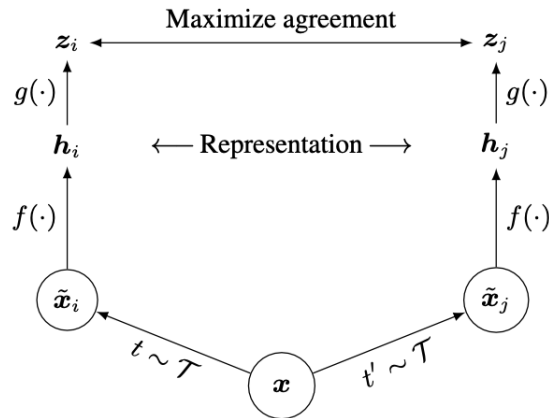 Maximize agreement
z_i z_j
g(·) g(·)
h_i ← Representation → h_j
f(·) f(·)
x̃_i x̃_j
t ~ 𝒯 t′ ~ 𝒯
x